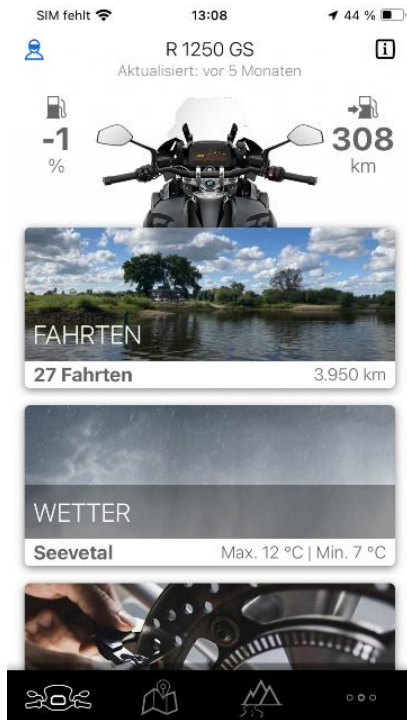 SIM fehlt 13:08 44 %
R 1250 GS
Aktualisiert: vor 5 Monaten
-1
%
308
km
FAHRTEN
27 Fahrten 3.950 km
WETTER
Seevetal Max. 12 °C | Min. 7 °C